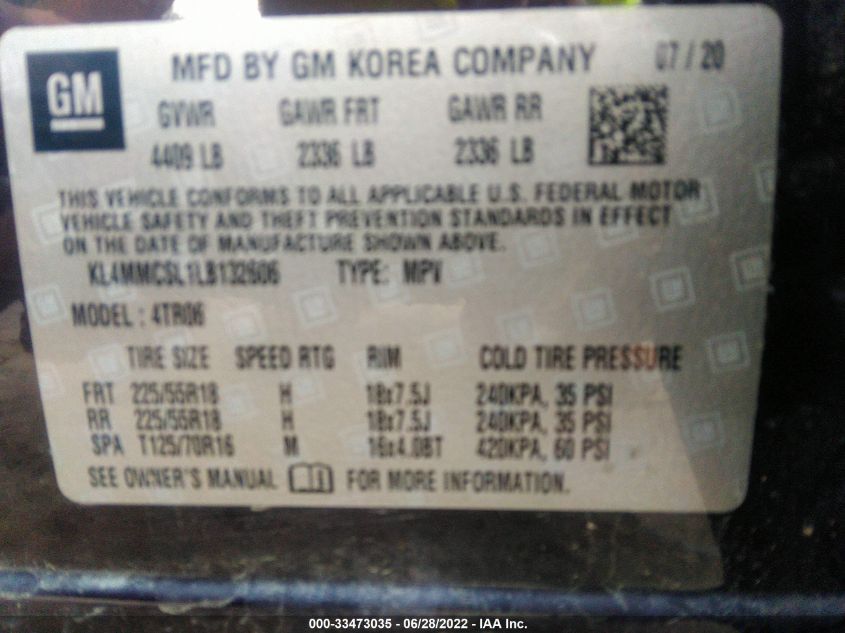 GM
MFD BY GM KOREA COMPANY 07/20
GVWR GAWR FRT GAWR RR
4409 LB 2336 LB 2336 LB
THIS VEHICLE CONFORMS TO ALL APPLICABLE U.S. FEDERAL MOTOR
VEHICLE SAFETY AND THEFT PREVENTION STANDARDS IN EFFECT
ON THE DATE OF MANUFACTURE SHOWN ABOVE.
KL4MMCSL1LB132606 TYPE: MPV
MODEL: 4TR06
TIRE SIZE SPEED RTG RIM COLD TIRE PRESSURE
FRT 225/55R18 H 18x7.5J 240KPA, 35 PSI
RR 225/55R18 H 18x7.5J 240KPA, 35 PSI
SPA T125/70R16 M 16x4.0BT 420KPA, 60 PSI
SEE OWNER'S MANUAL FOR MORE INFORMATION.
000-33473035 - 06/28/2022 - IAA Inc.